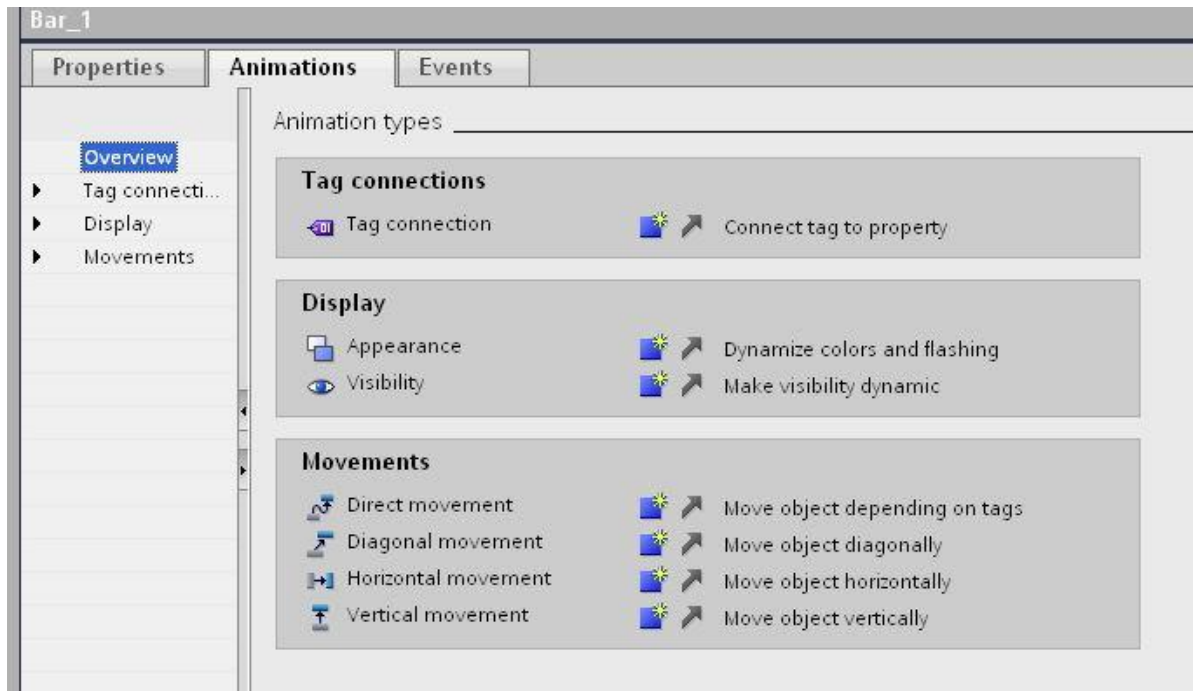 Bar_1
Properties Animations Events
Animation types
Overview
Tag connecti...
Display
Movements
Tag connections
Tag connection Connect tag to property
Display
Appearance Dynamize colors and flashing
Visibility Make visibility dynamic
Movements
Direct movement Move object depending on tags
Diagonal movement Move object diagonally
Horizontal movement Move object horizontally
Vertical movement Move object vertically